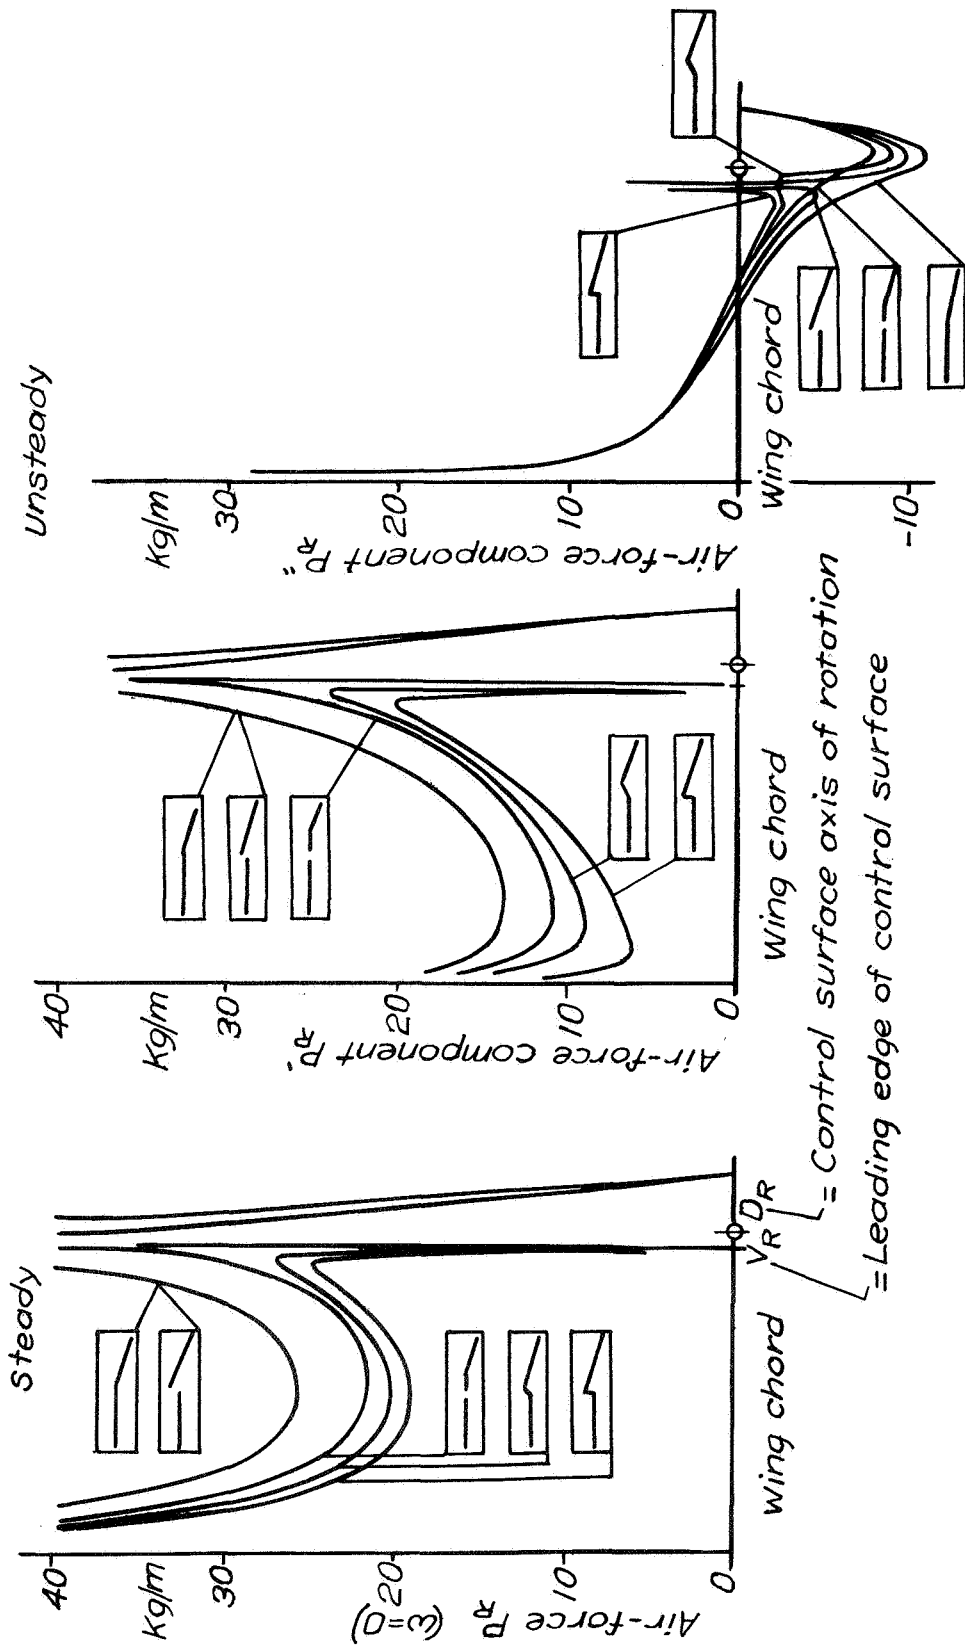 Steady
40
Kg/m
30
20
10
0
Air-force P_R
(ω=0)
Wing chord
V_R D_R
= Control surface axis of rotation
= Leading edge of control surface
40
Kg/m
30
20
10
0
Air-force component P_R'
Wing chord
Unsteady
Kg/m
30
20
10
0
-10
Air-force component P_R"
Wing chord